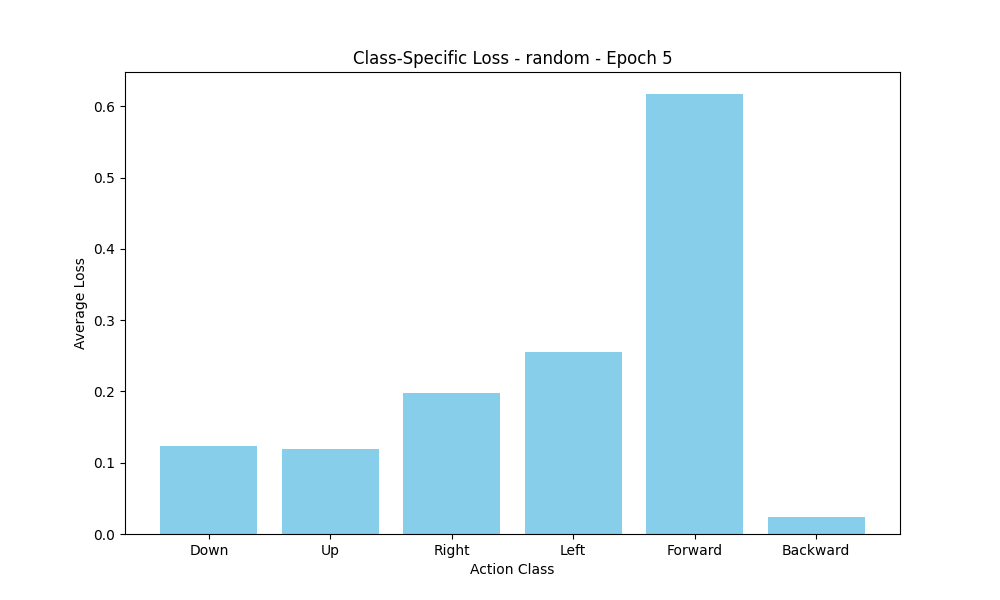 Class-Specific Loss - random - Epoch 5
Average Loss
0.6
0.5
0.4
0.3
0.2
0.1
0.0
Down Up Right Left Forward Backward
Action Class